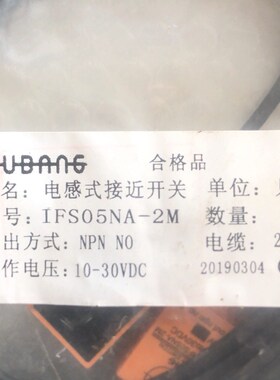 UBANG 合格品
名: 电感式接近开关 单位:
号: IFS05NA-2M 数量:
出方式: NPN NO 电缆: 2
作电压: 10-30VDC 20190304